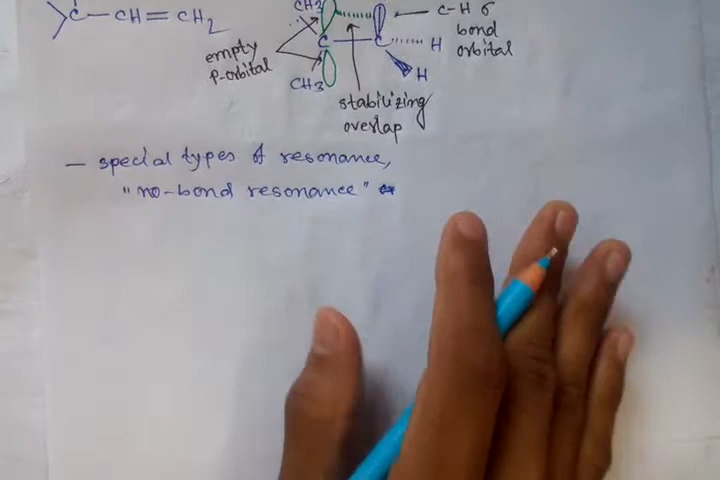 C — CH = CH2
CH3
C — H σ bond orbital
empty p-orbital
C — C
H
H
CH3
stabilizing overlap
— special types of resonance,
"no-bond resonance"